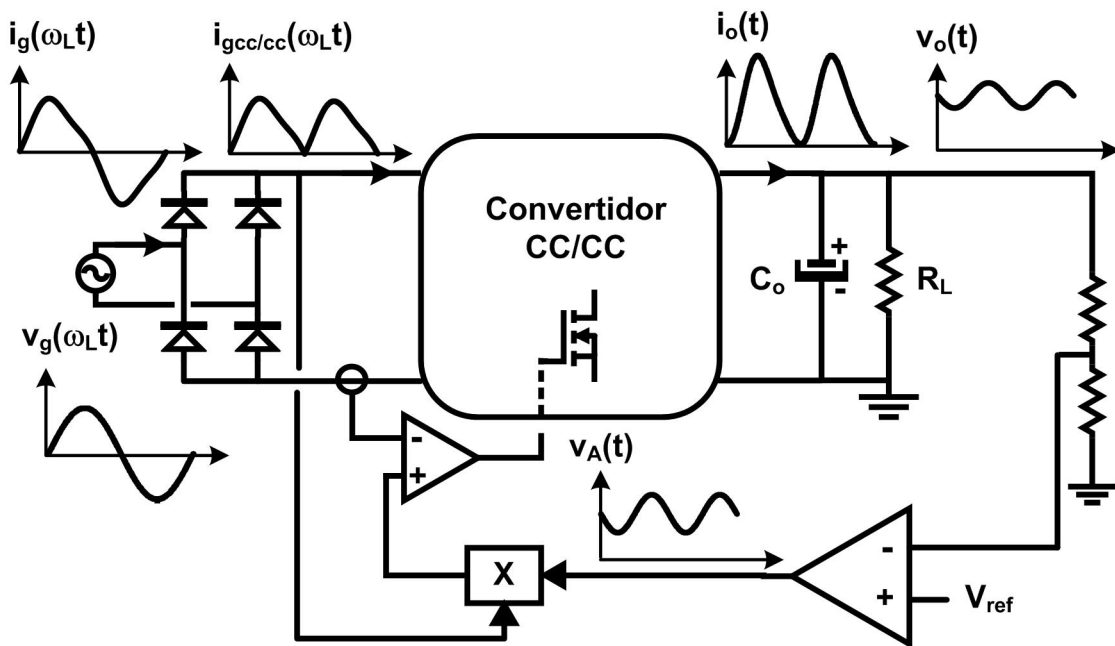 i_g(ω_Lt)
i_gcc/cc(ω_Lt)
i_o(t)
v_o(t)
Convertidor
CC/CC
+
C_o
-
R_L
v_g(ω_Lt)
-
+
v_A(t)
X
-
+
V_ref